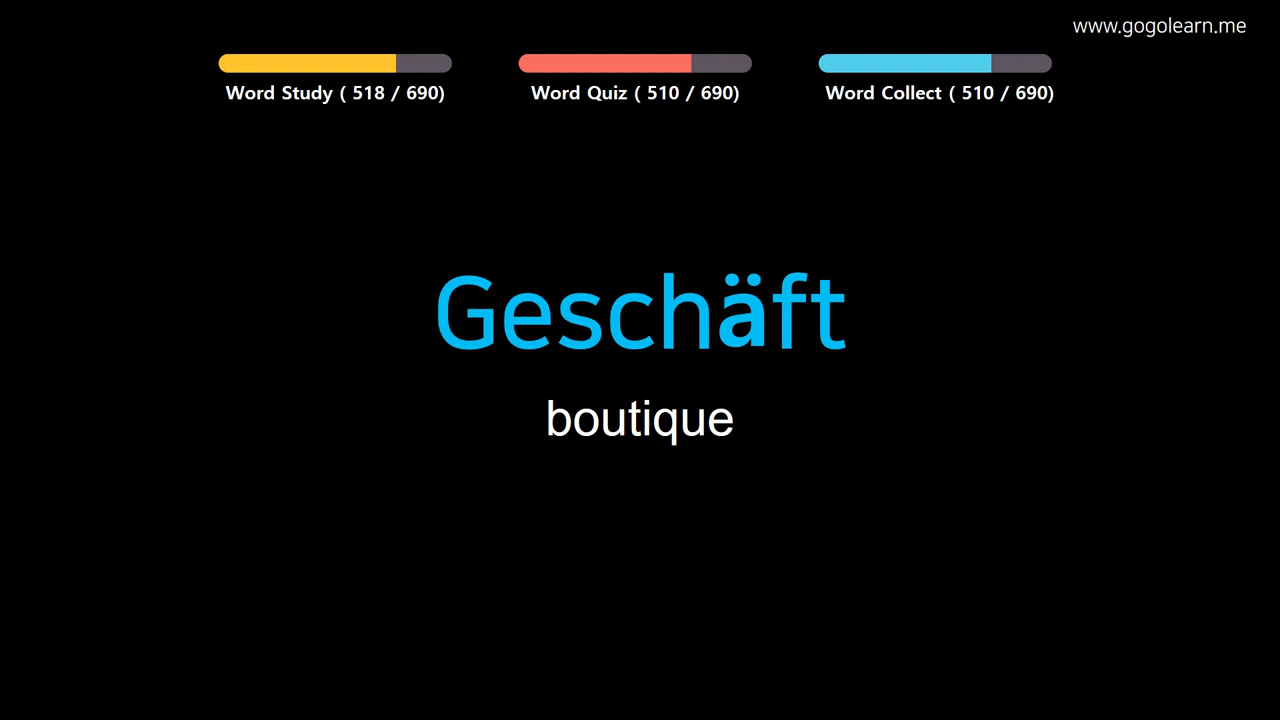 www.gogolearn.me
Word Study ( 518 / 690)
Word Quiz ( 510 / 690)
Word Collect ( 510 / 690)
Geschäft
boutique